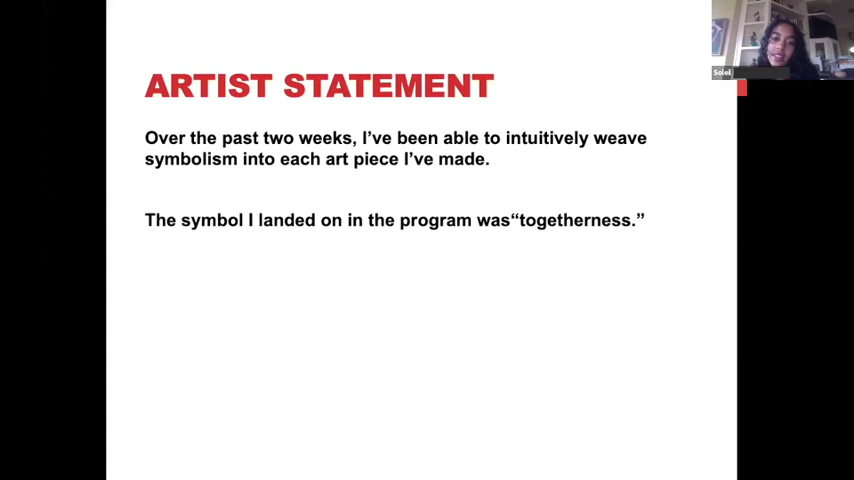 Soleil
ARTIST STATEMENT
Over the past two weeks, I’ve been able to intuitively weave
symbolism into each art piece I’ve made.
The symbol I landed on in the program was“togetherness.”